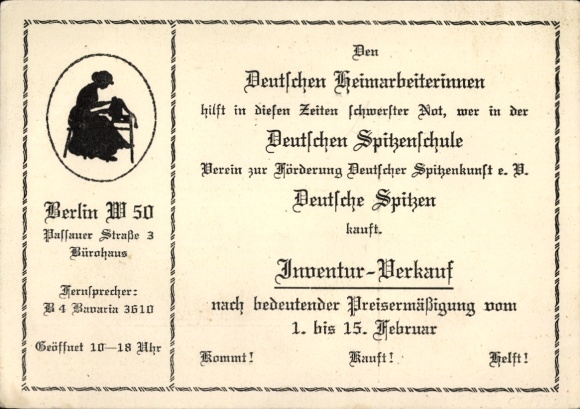 Berlin W 50
Passauer Straße 3
Bürohaus
Fernsprecher:
B 4 Bavaria 3610
Geöffnet 10—18 Uhr
Den
Deutschen Heimarbeiterinnen
hilft in diesen Zeiten schwerster Not, wer in der
Deutschen Spitzenschule
Verein zur Förderung Deutscher Spitzenkunst e. V.
Deutsche Spitzen
kauft.
Inventur-Verkauf
nach bedeutender Preisermäßigung vom
1. bis 15. Februar
Kommt! Kauft! Helft!